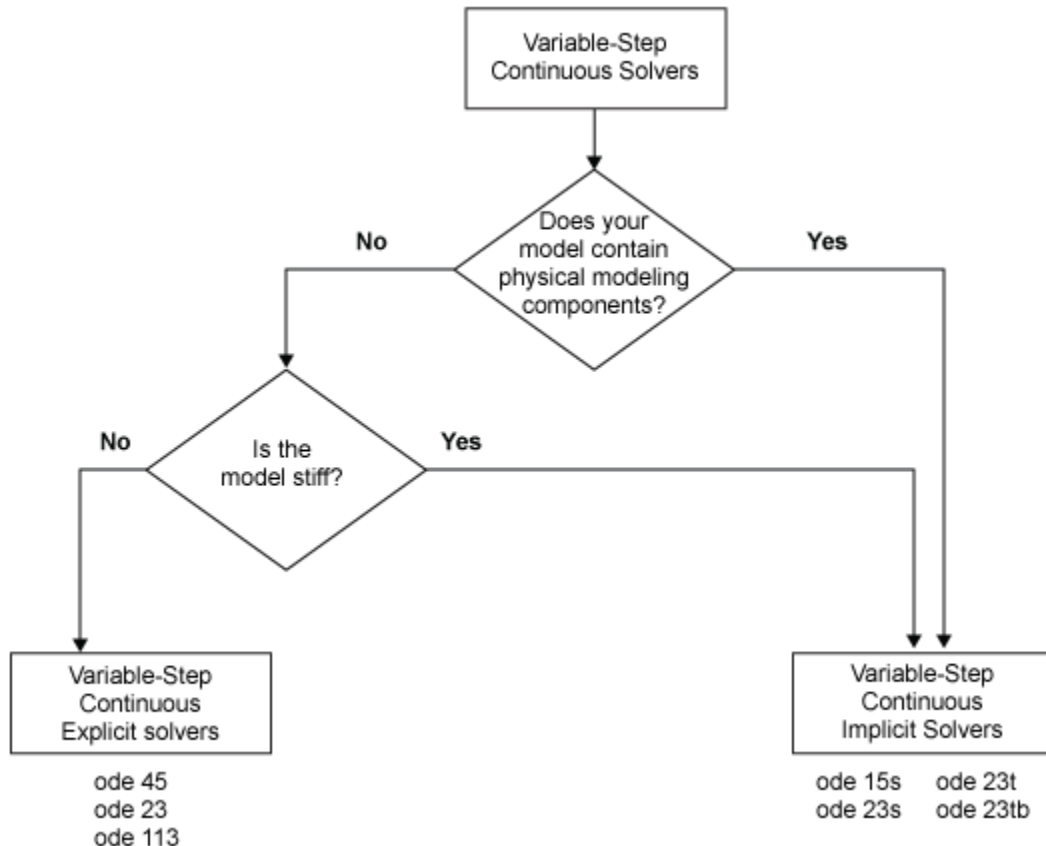 Variable-Step
Continuous Solvers
Does your
model contain
physical modeling
components?
No
Yes
Is the
model stiff?
No
Yes
Variable-Step
Continuous
Explicit solvers
ode 45
ode 23
ode 113
Variable-Step
Continuous
Implicit Solvers
ode 15s ode 23t
ode 23s ode 23tb